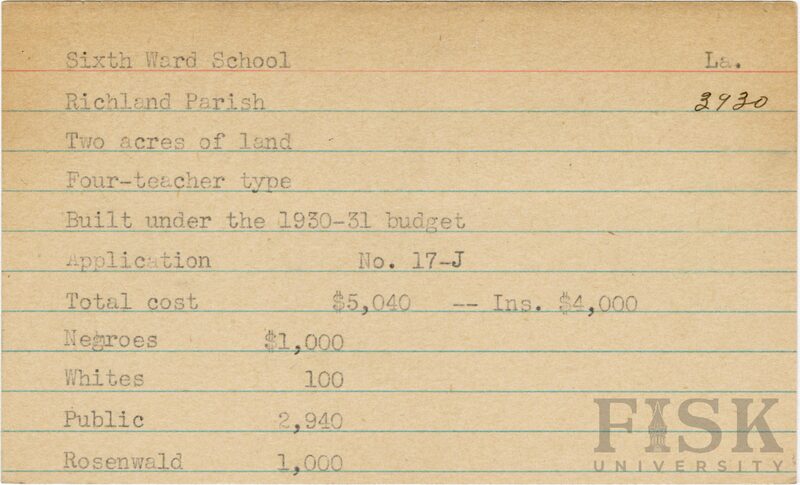 Sixth Ward School La.
Richland Parish 3930
Two acres of land
Four-teacher type
Built under the 1930-31 budget
Application No. 17-J
Total cost $5,040 -- Ins. $4,000
Negroes $1,000
Whites 100
Public 2,940
Rosenwald 1,000
FISK
UNIVERSITY